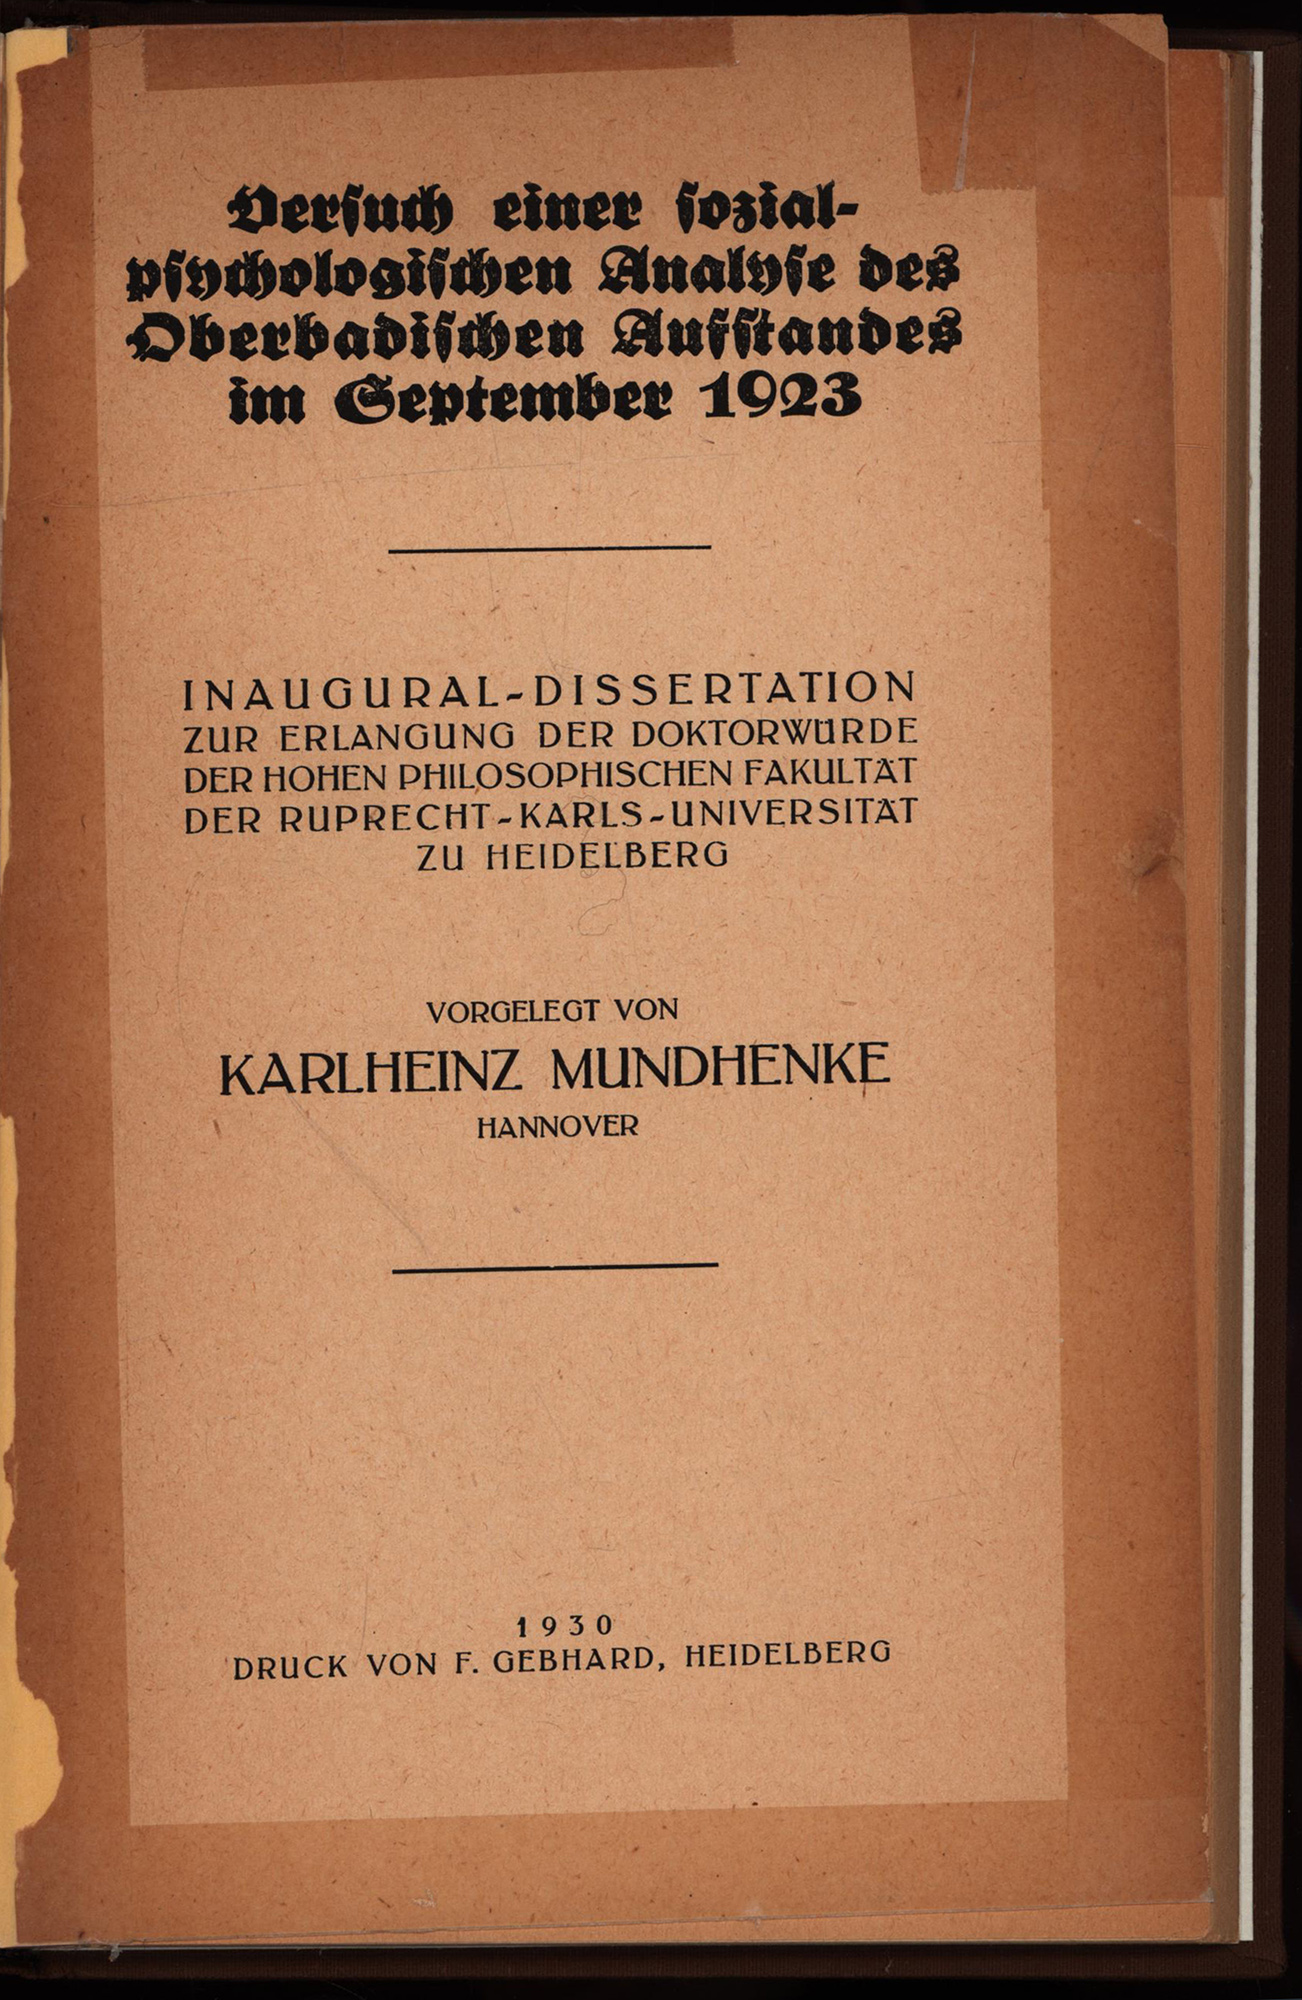 Versuch einer sozial-
psychologischen Analyse des
Oberbadischen Aufstandes
im September 1923
INAUGURAL-DISSERTATION
ZUR ERLANGUNG DER DOKTORWÜRDE
DER HOHEN PHILOSOPHISCHEN FAKULTÄT
DER RUPRECHT-KARLS-UNIVERSITÄT
ZU HEIDELBERG
VORGELEGT VON
KARLHEINZ MUNDHENKE
HANNOVER
1930
DRUCK VON F. GEBHARD, HEIDELBERG